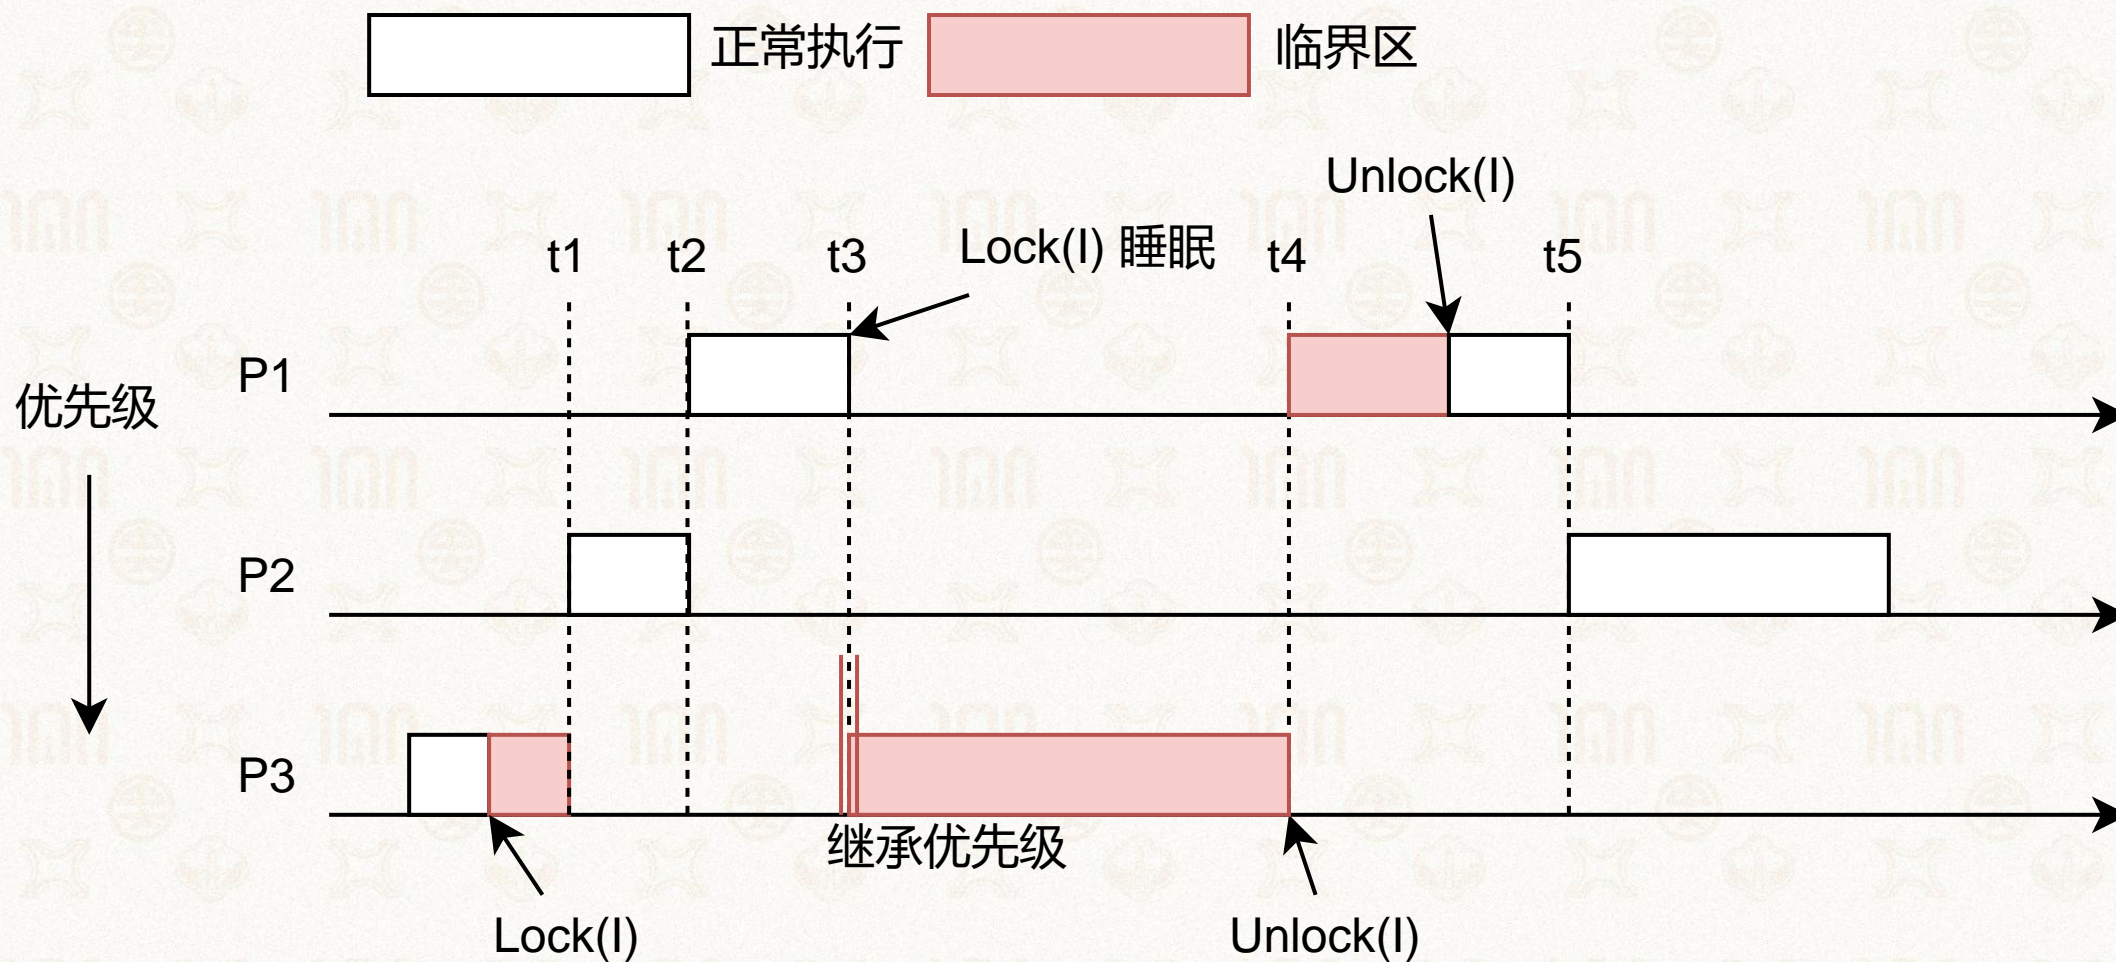 正常执行
临界区
Unlock(l)
t1
t2
t3
Lock(l) 睡眠
t4
t5
P1
优先级
P2
P3
继承优先级
Lock(l)
Unlock(l)